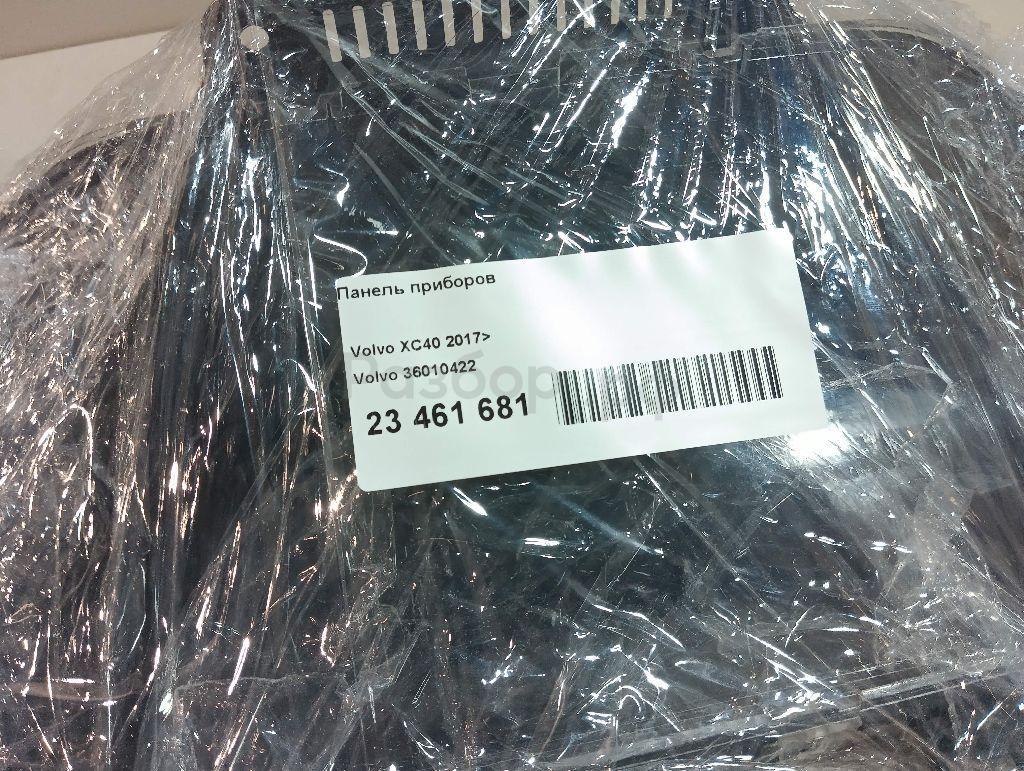 Панель приборов
Volvo XC40 2017>
Volvo 36010422
23 461 681